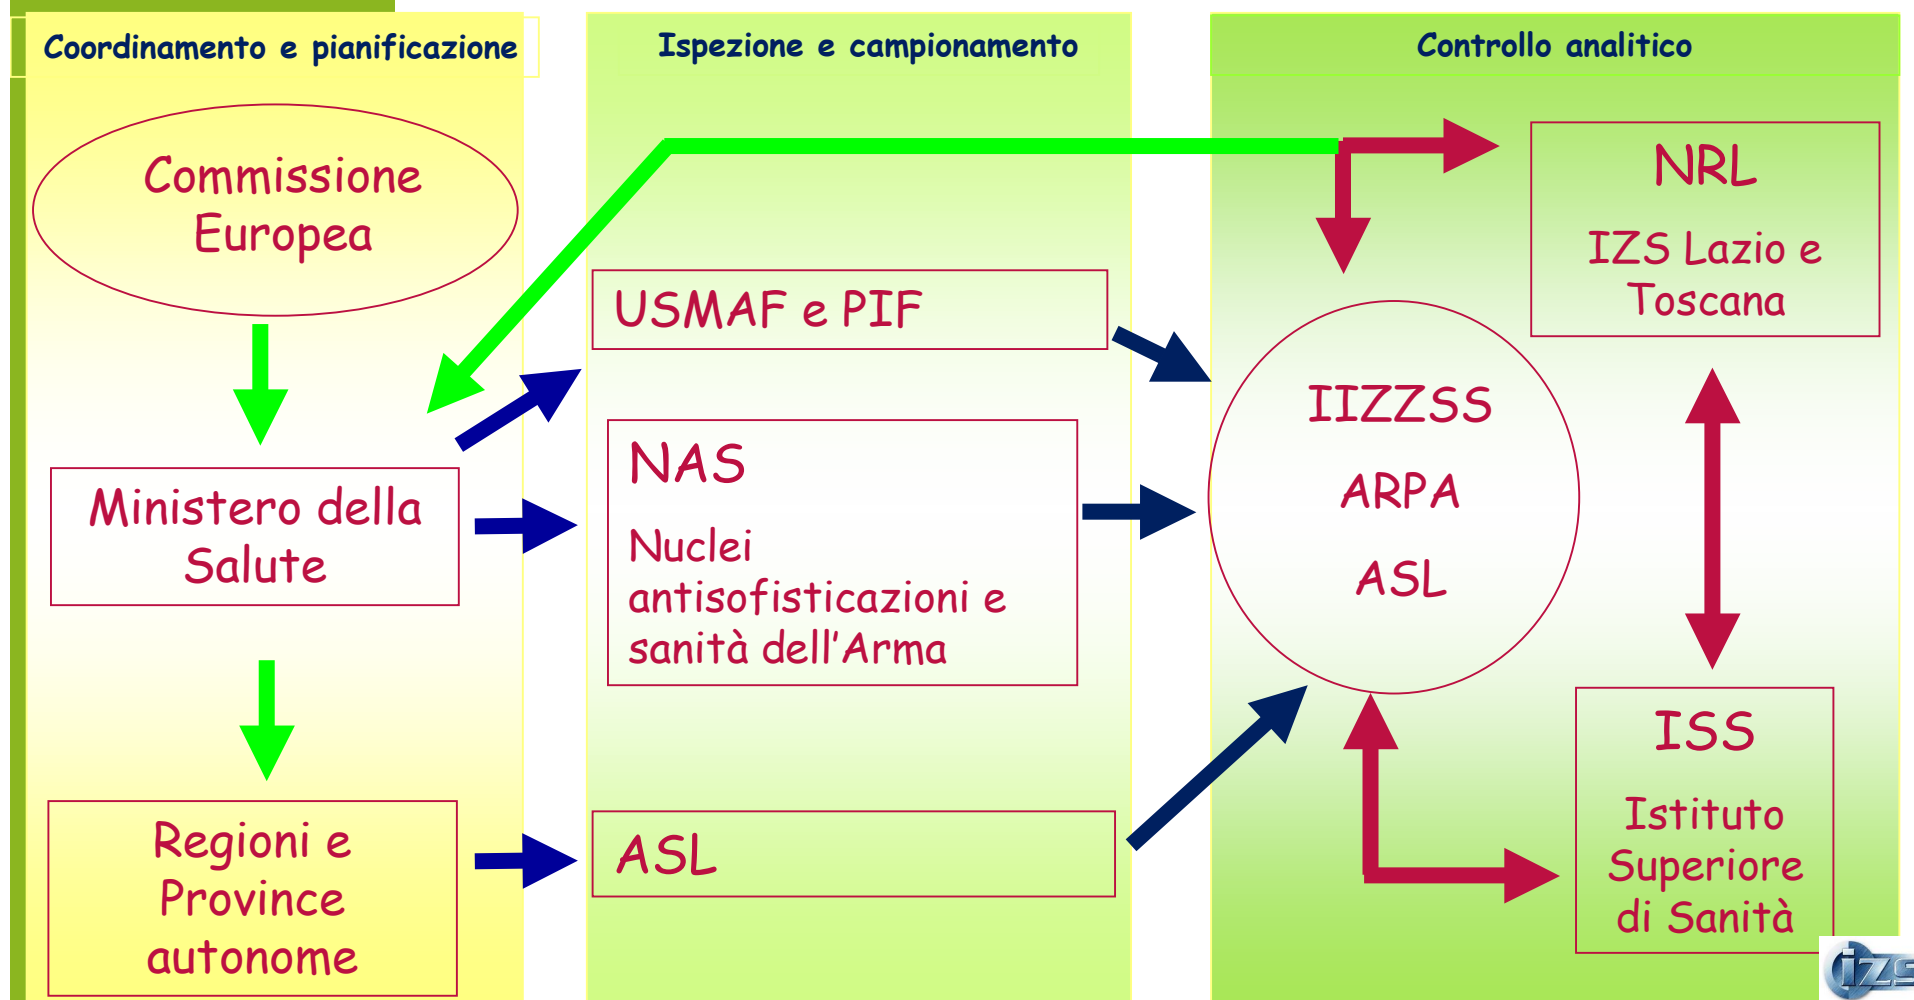 Coordinamento e pianificazione
Commissione
Europea
Ministero della
Salute
Regioni e
Province
autonome
Ispezione e campionamento
USMAF e PIF
NAS
Nuclei
antisofisticazioni e
sanità dell'Arma
ASL
Controllo analitico
NRL
IZS Lazio e
Toscana
IIZZSS
ARPA
ASL
ISS
Istituto
Superiore
di Sanità
izs